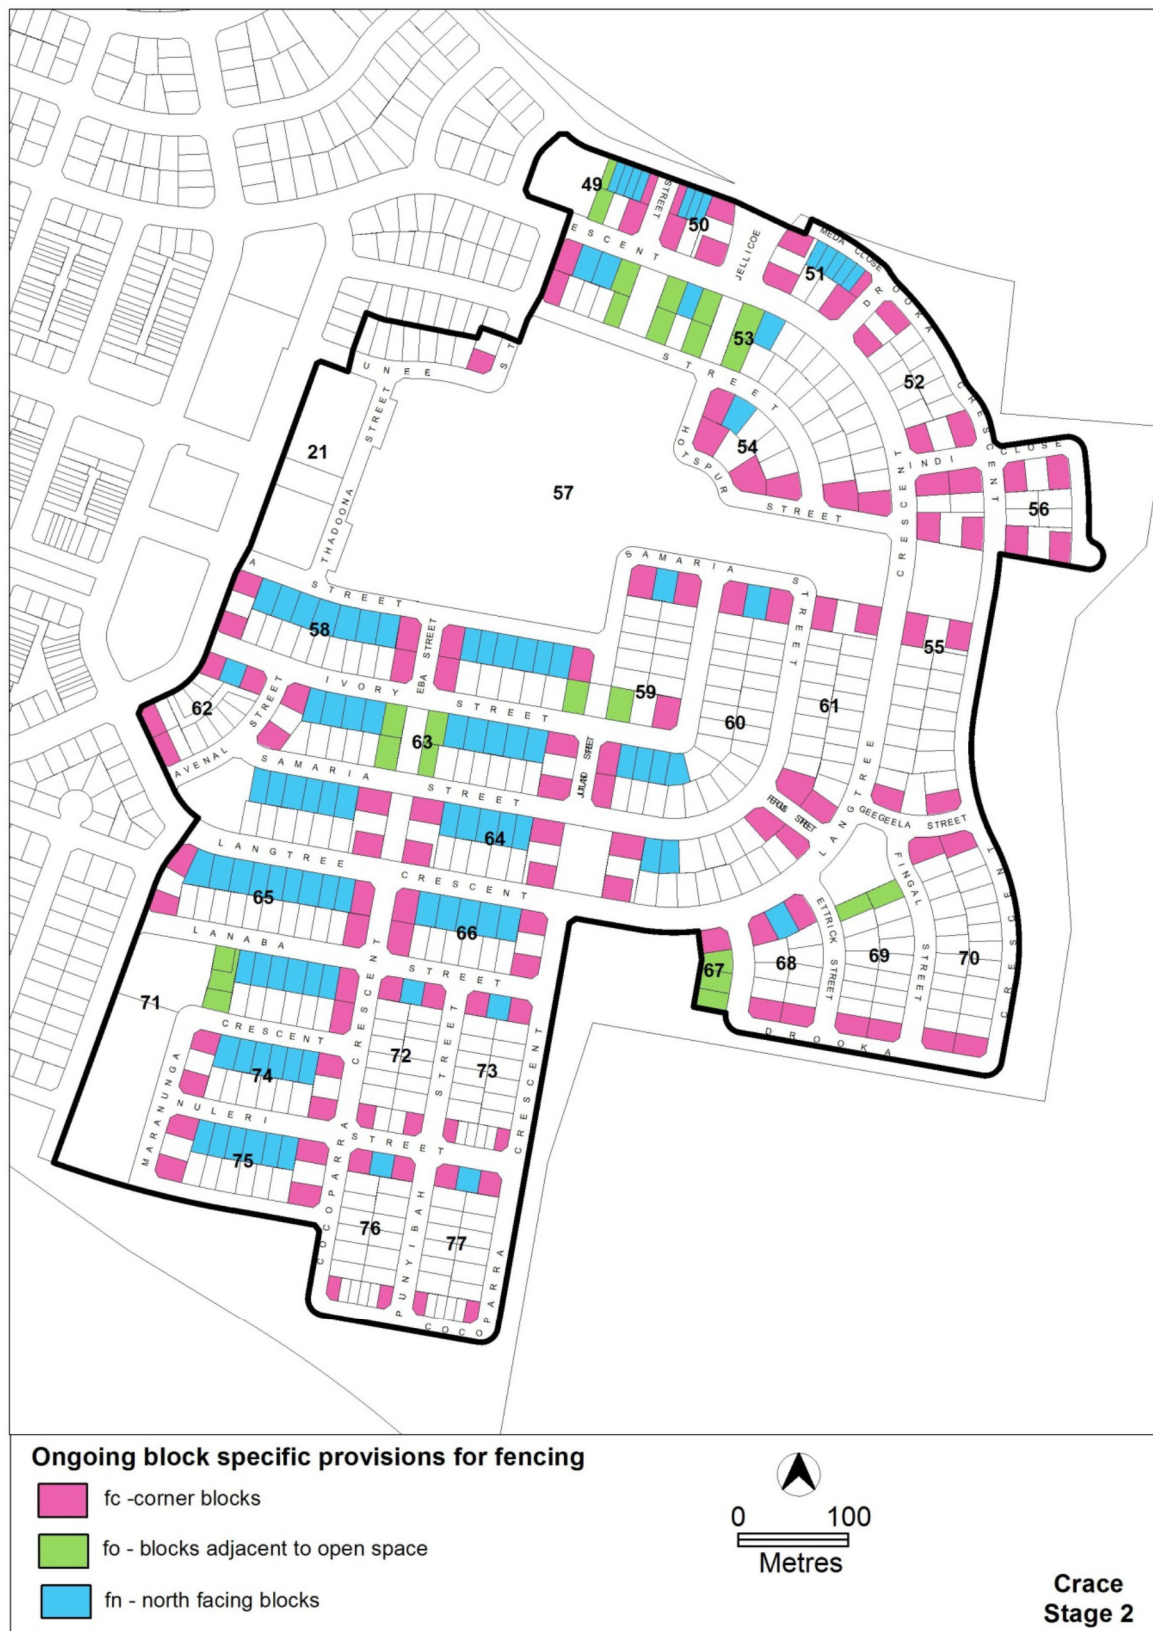 49
STREET
50
ESCENT
JELLICOE
MEDA CLOSE
51
DROOKA CRESCENT
53
52
STREET
UNEE
ST
STREET
54
HOTSPUR STREET
INDI CLOSE
CRESCENT
21
THADOONA
57
56
SAMARIA STREET
A STREET
58
EBA STREET
55
59
IVORY STREET
62
AVENAL STREET
60
61
63
SAMARIA STREET
LANGTREE
GEEGEELA STREET
64
LANGTREE CRESCENT
FINGAL STREET
CRESCENT
65
66
ETTRICK STREET
LANABA STREET
67
68
69
70
71
CRESCENT
DROOKA
72
73
STREET
CRESCENT
74
MARANUNGA
NULERI STREET
75
COCOPARRA CRESCENT
76
77
PUNYIBAH
COCOPARRA
Ongoing block specific provisions for fencing
fc -corner blocks
fo - blocks adjacent to open space
fn - north facing blocks
0 100
Metres
Crace
Stage 2